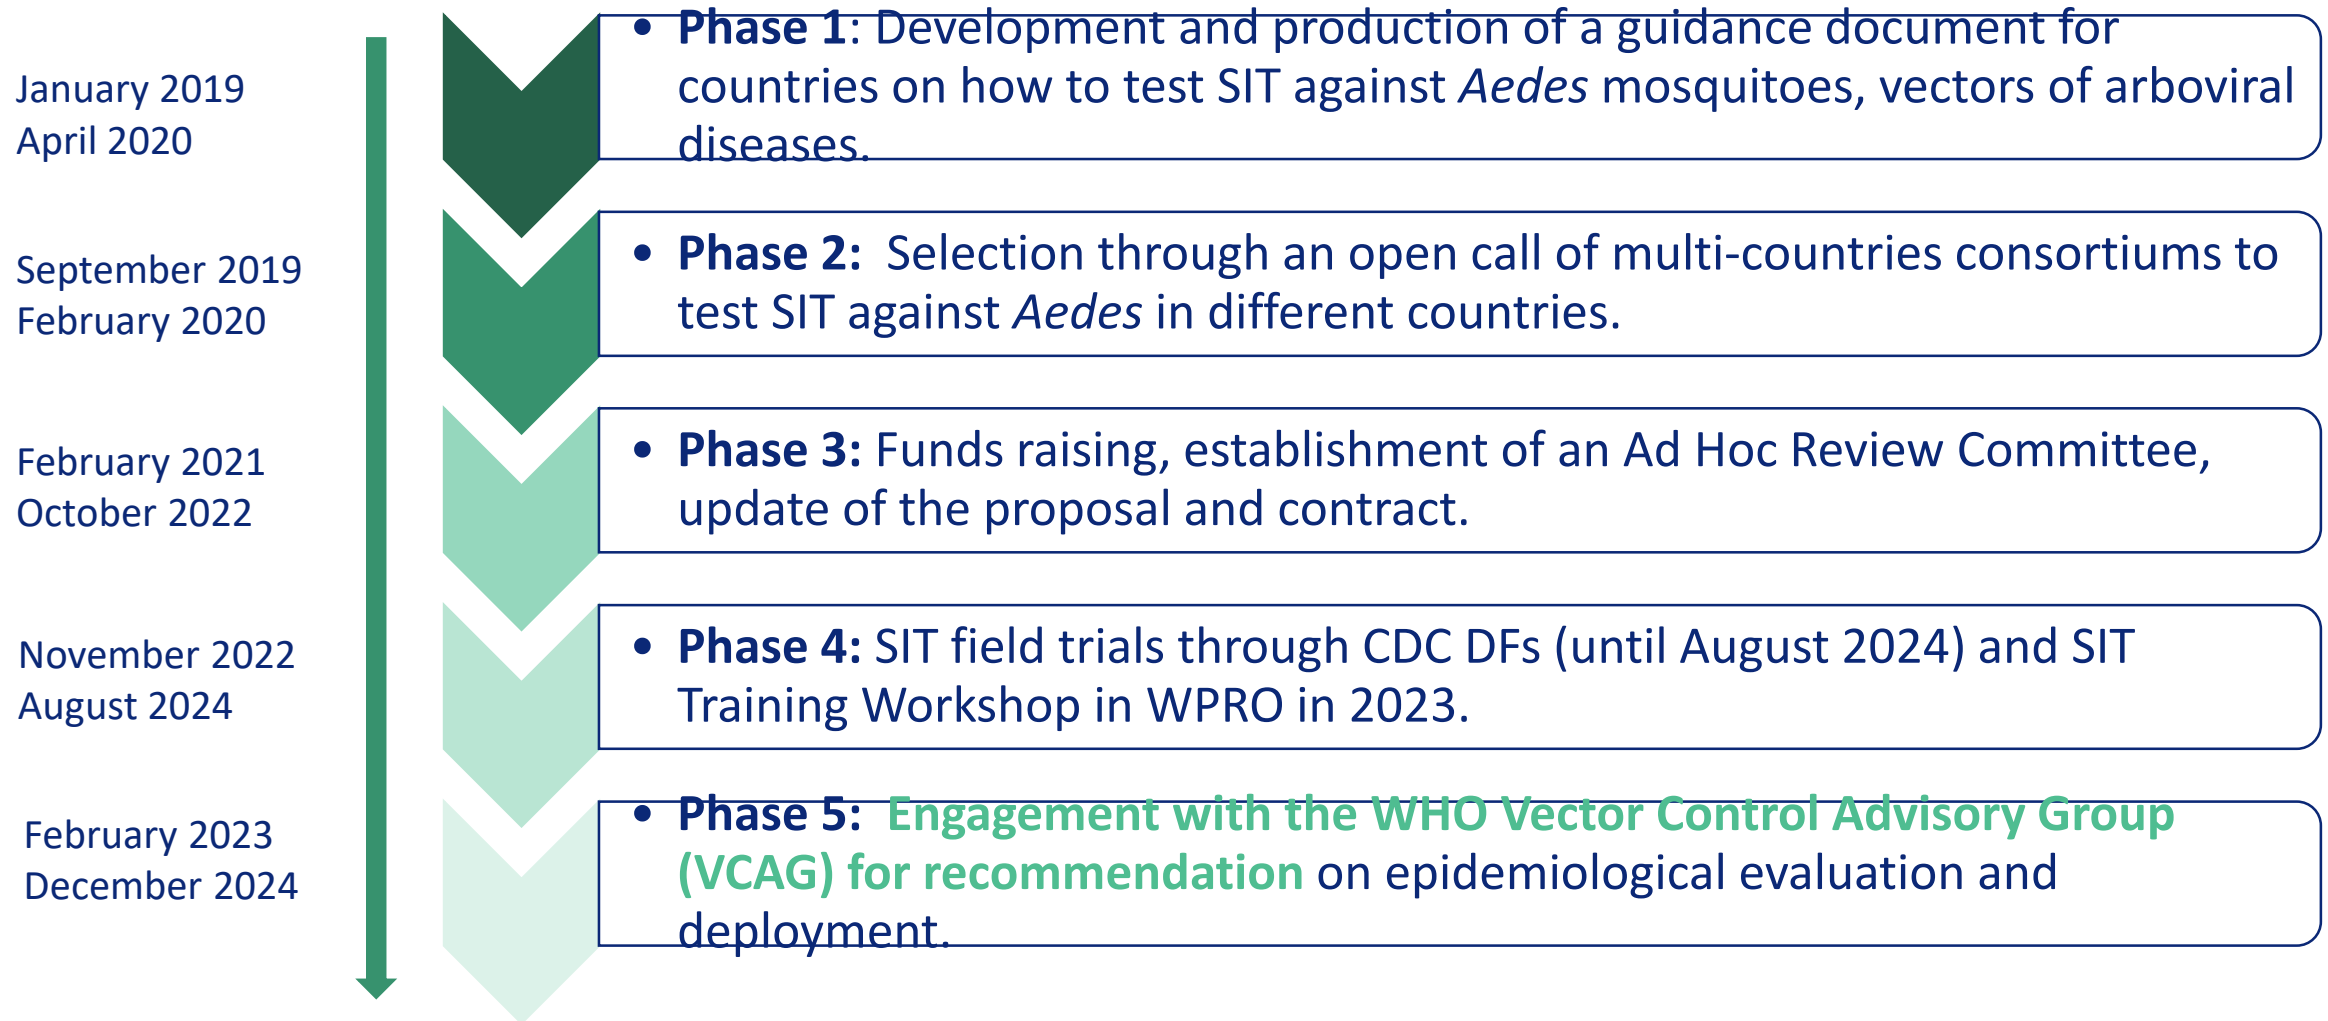 January 2019
April 2020
• Phase 1: Development and production of a guidance document for
countries on how to test SIT against Aedes mosquitoes, vectors of arboviral
diseases.
September 2019
February 2020
• Phase 2: Selection through an open call of multi-countries consortiums to
test SIT against Aedes in different countries.
February 2021
October 2022
• Phase 3: Funds raising, establishment of an Ad Hoc Review Committee,
update of the proposal and contract.
November 2022
August 2024
• Phase 4: SIT field trials through CDC DFs (until August 2024) and SIT
Training Workshop in WPRO in 2023.
February 2023
December 2024
• Phase 5: Engagement with the WHO Vector Control Advisory Group
(VCAG) for recommendation on epidemiological evaluation and
deployment.